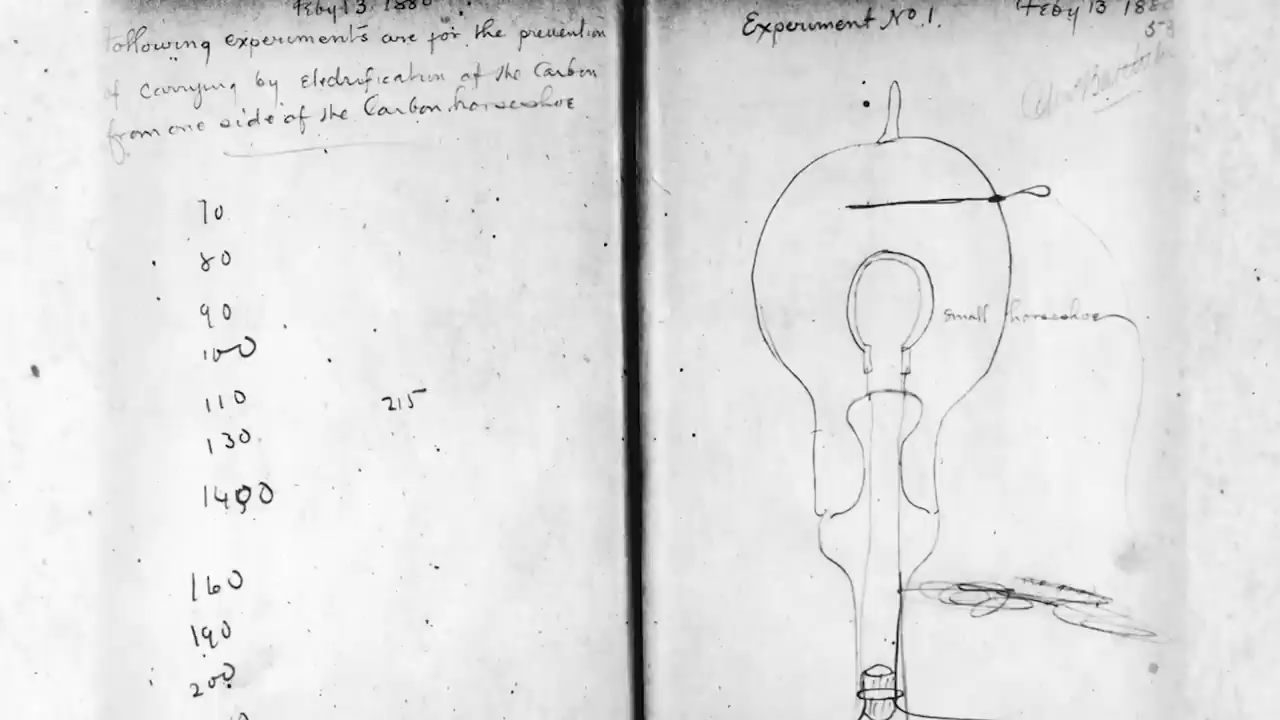 Feby 13 1880
Following experiments are for the prevention
of carrying by electrification of the Carbon
from one side of the Carbon horseshoe
70
80
90
100
110
215
130
1400
160
190
200
Experiment No. 1.
Feby 13 1880
small horseshoe